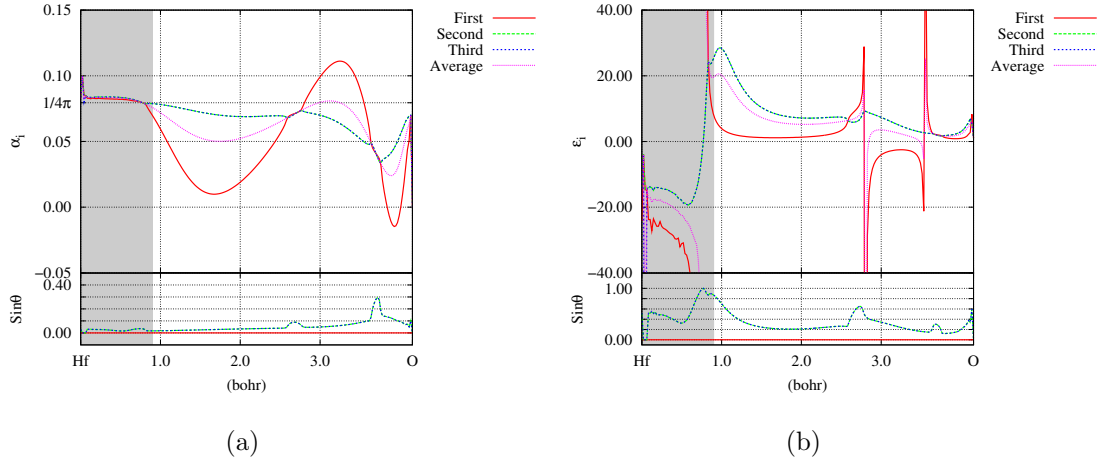 0.15
0.10
1/4π
0.05
0.00
−0.05
α_i
First
Second
Third
Average
0.40
0.00
Sinθ
Hf 1.0 2.0 3.0 O
(bohr)
(a)
40.00
20.00
0.00
−20.00
−40.00
ε_i
First
Second
Third
Average
1.00
0.00
Sinθ
Hf 1.0 2.0 3.0 O
(bohr)
(b)